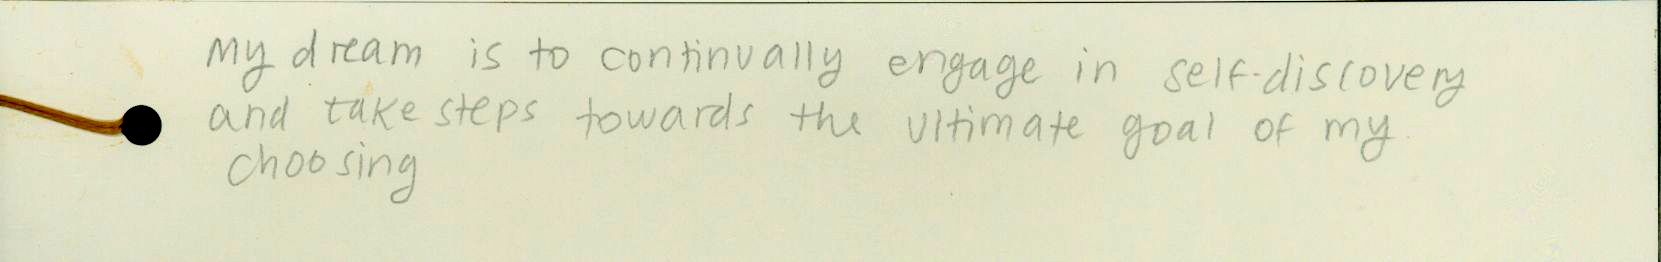 My dream is to continually engage in self-discovery
and take steps towards the ultimate goal of my
choosing